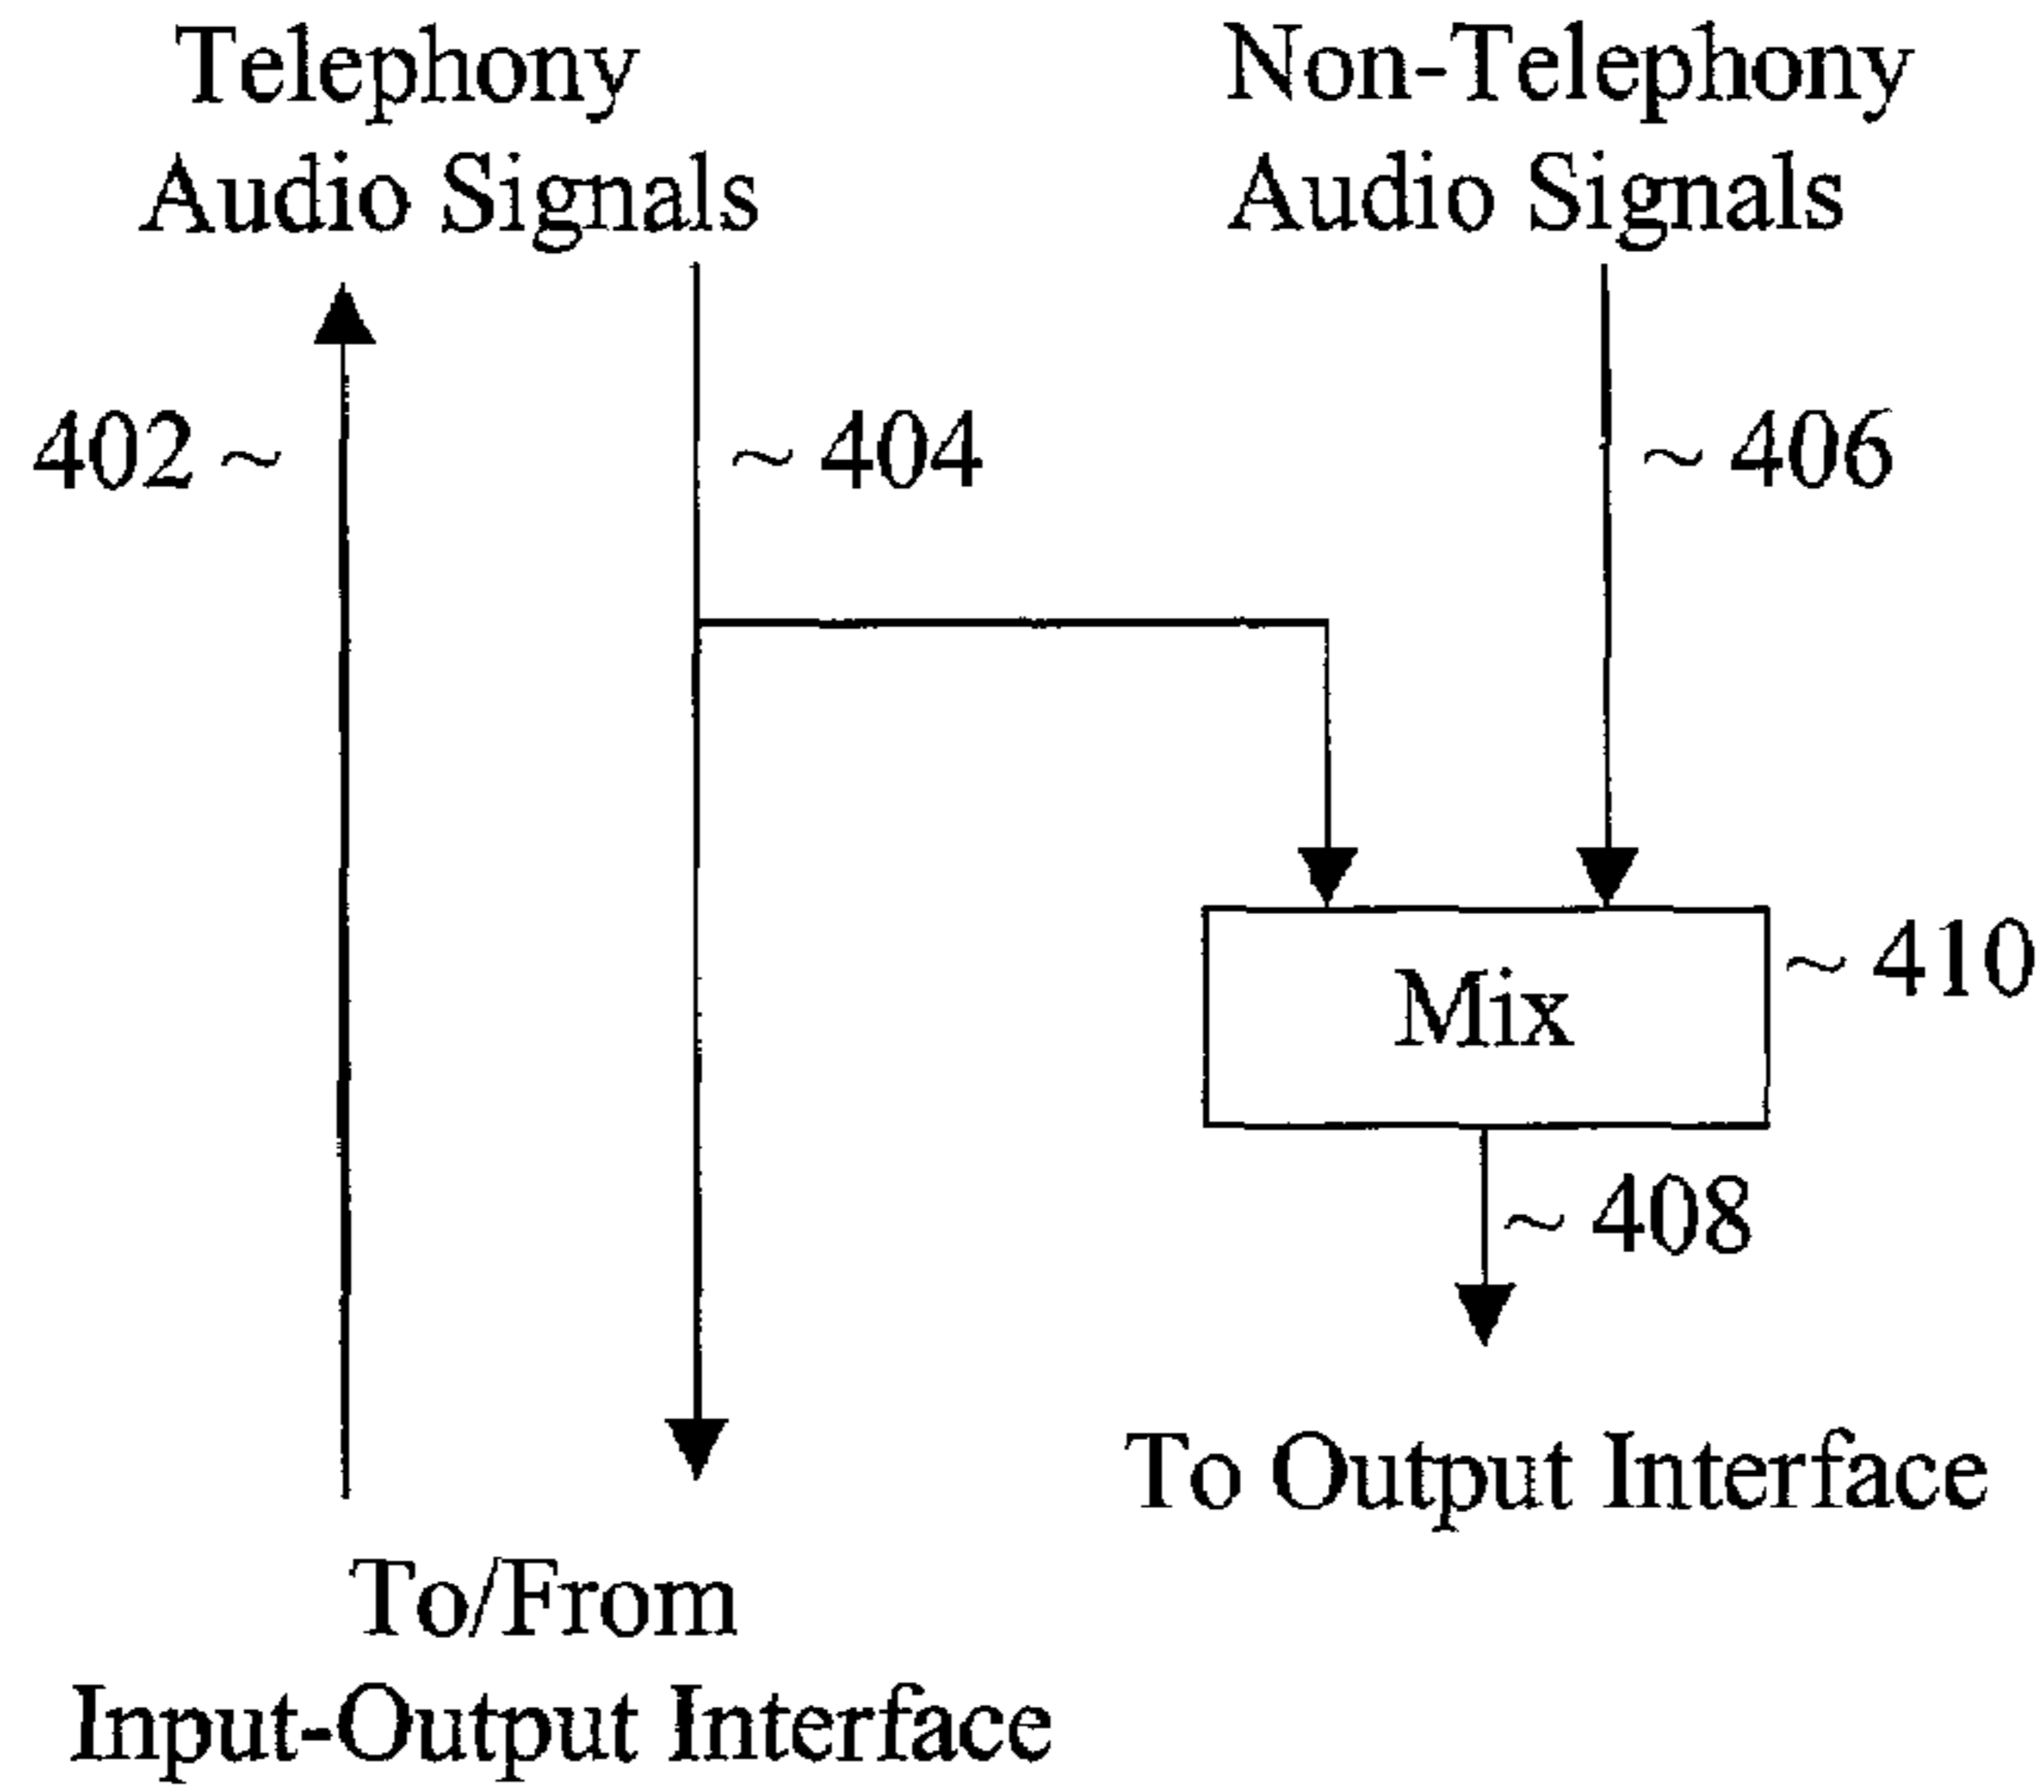 Telephony
Audio Signals
Non-Telephony
Audio Signals
402 ~
~ 404
~ 406
Mix
~ 410
~ 408
To Output Interface
To/From
Input-Output Interface